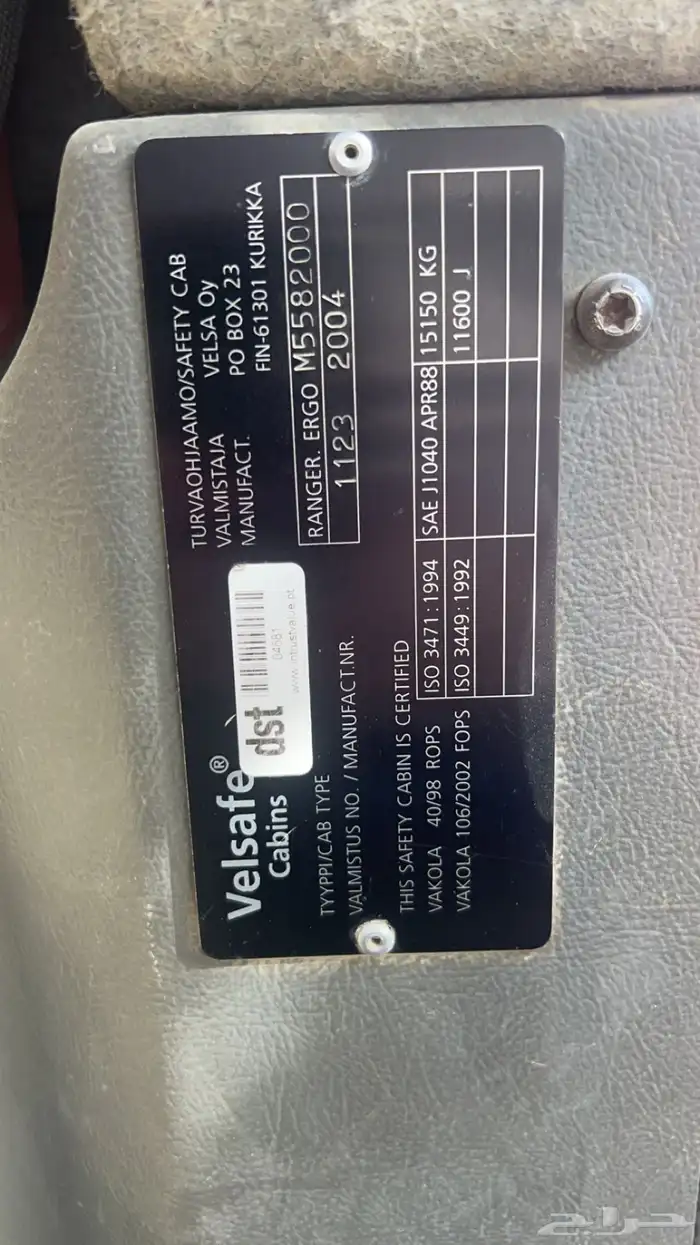 Velsafe®
Cabins
dst
04681
TURVAOHJAAMO/SAFETY CAB
VALMISTAJA VELSA Oy
MANUFACT. PO BOX 23
FIN-61301 KURIKKA
TYYPPI/CAB TYPE RANGER. ERGO M5582000
VALMISTUS NO. / MANUFACT.NR. 1123 2004
THIS SAFETY CABIN IS CERTIFIED
VAKOLA 40/98 ROPS ISO 3471:1994 SAE J1040 APR88 15150 KG
VAKOLA 106/2002 FOPS ISO 3449:1992 11600 J
حراج